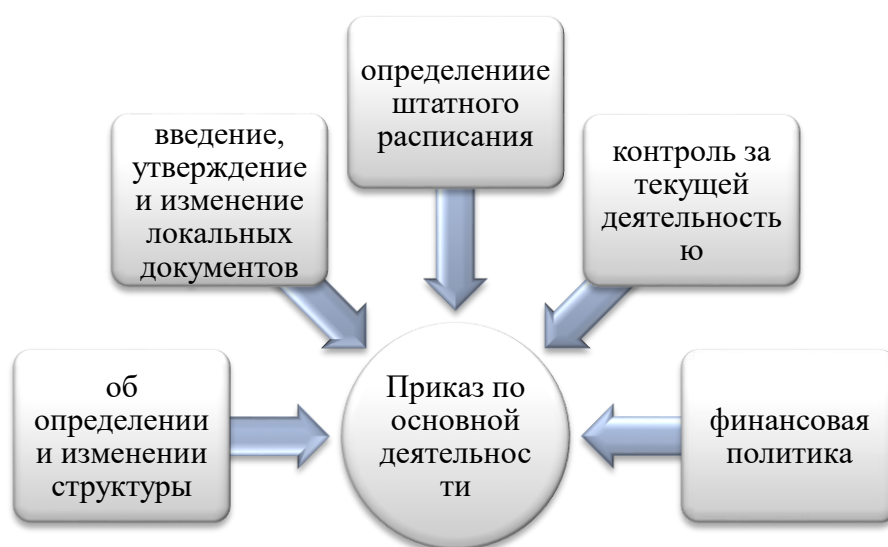 определениие
штатного
расписания
введение,
утверждение
и изменение
локальных
документов
контроль за
текущей
деятельность
ю
об
определении
и изменении
структуры
Приказ по
основной
деятельнос
ти
финансовая
политика